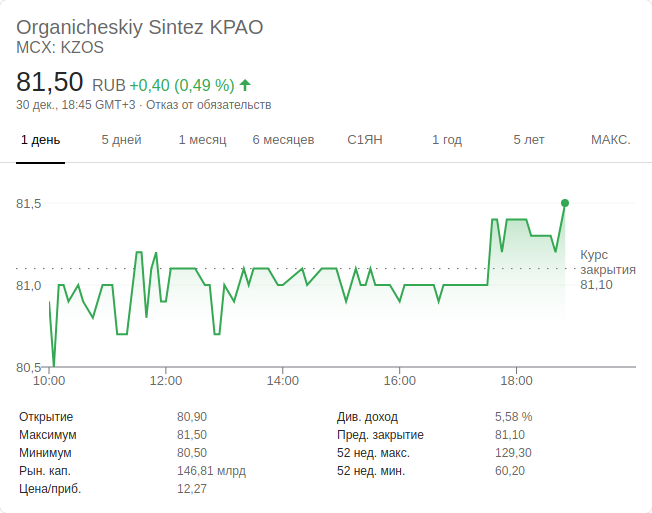 Organicheskiy Sintez KPAO
MCX: KZOS
81,50 RUB +0,40 (0,49 %)
30 дек., 18:45 GMT+3 · Отказ от обязательств
1 день 5 дней 1 месяц 6 месяцев С1ЯН 1 год 5 лет МАКС.
81,5
81,0
80,5
Курс
закрытия
81,10
10:00 12:00 14:00 16:00 18:00
Открытие 80,90 Див. доход 5,58 %
Максимум 81,50 Пред. закрытие 81,10
Минимум 80,50 52 нед. макс. 129,30
Рын. кап. 146,81 млрд 52 нед. мин. 60,20
Цена/приб. 12,27